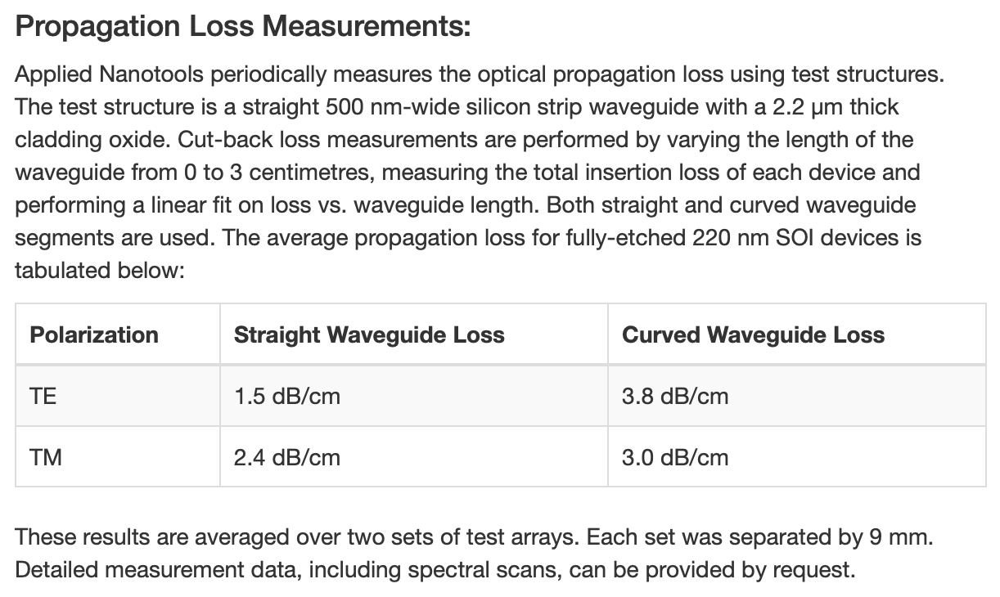 Propagation Loss Measurements:
Applied Nanotools periodically measures the optical propagation loss using test structures.
The test structure is a straight 500 nm-wide silicon strip waveguide with a 2.2 µm thick
cladding oxide. Cut-back loss measurements are performed by varying the length of the
waveguide from 0 to 3 centimetres, measuring the total insertion loss of each device and
performing a linear fit on loss vs. waveguide length. Both straight and curved waveguide
segments are used. The average propagation loss for fully-etched 220 nm SOI devices is
tabulated below:
Polarization Straight Waveguide Loss Curved Waveguide Loss
TE 1.5 dB/cm 3.8 dB/cm
TM 2.4 dB/cm 3.0 dB/cm
These results are averaged over two sets of test arrays. Each set was separated by 9 mm.
Detailed measurement data, including spectral scans, can be provided by request.